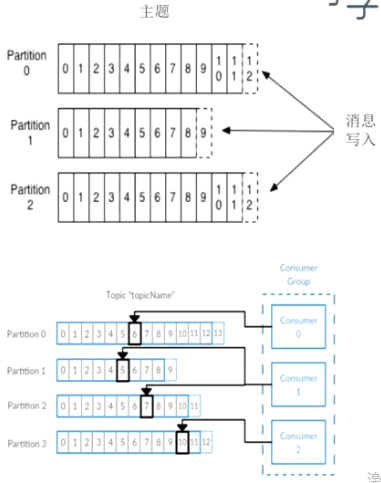 主题
Partition 0
0 1 2 3 4 5 6 7 8 9 10 11 12
Partition 1
0 1 2 3 4 5 6 7 8 9
消息
写入
Partition 2
0 1 2 3 4 5 6 7 8 9 10 11 12
Consumer
Group
Topic "topicName"
Consumer
0
Partition 0 0 1 2 3 4 5 6 7 8 9 10 11 12 13
Partition 1 0 1 2 3 4 5 6 7 8 9
Consumer
1
Partition 2 0 1 2 3 4 5 6 7 8 9 10 11
Partition 3 0 1 2 3 4 5 6 7 8 9 10 11 12
Consumer
2